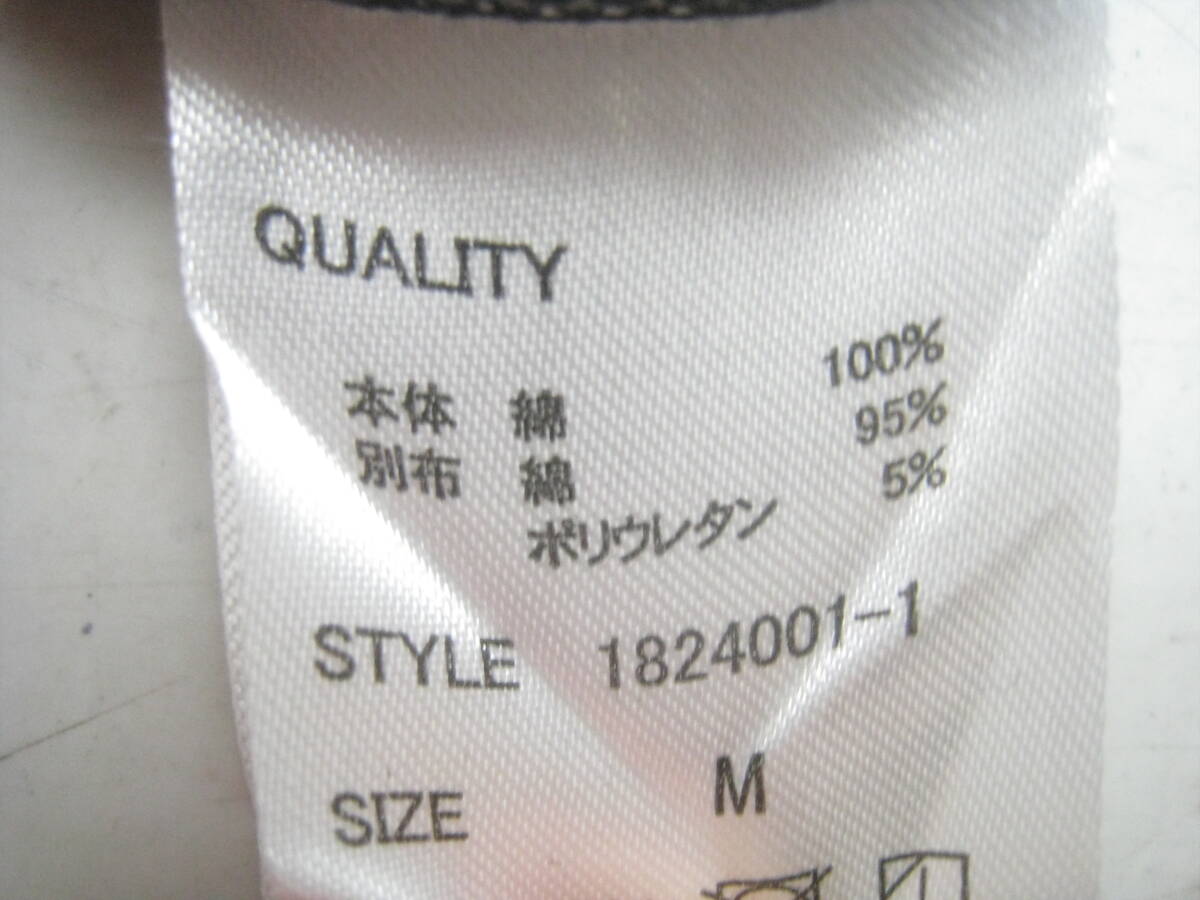 QUALITY
本体 綿 100%
別布 綿 95%
ポリウレタン 5%
STYLE 1824001-1
SIZE M